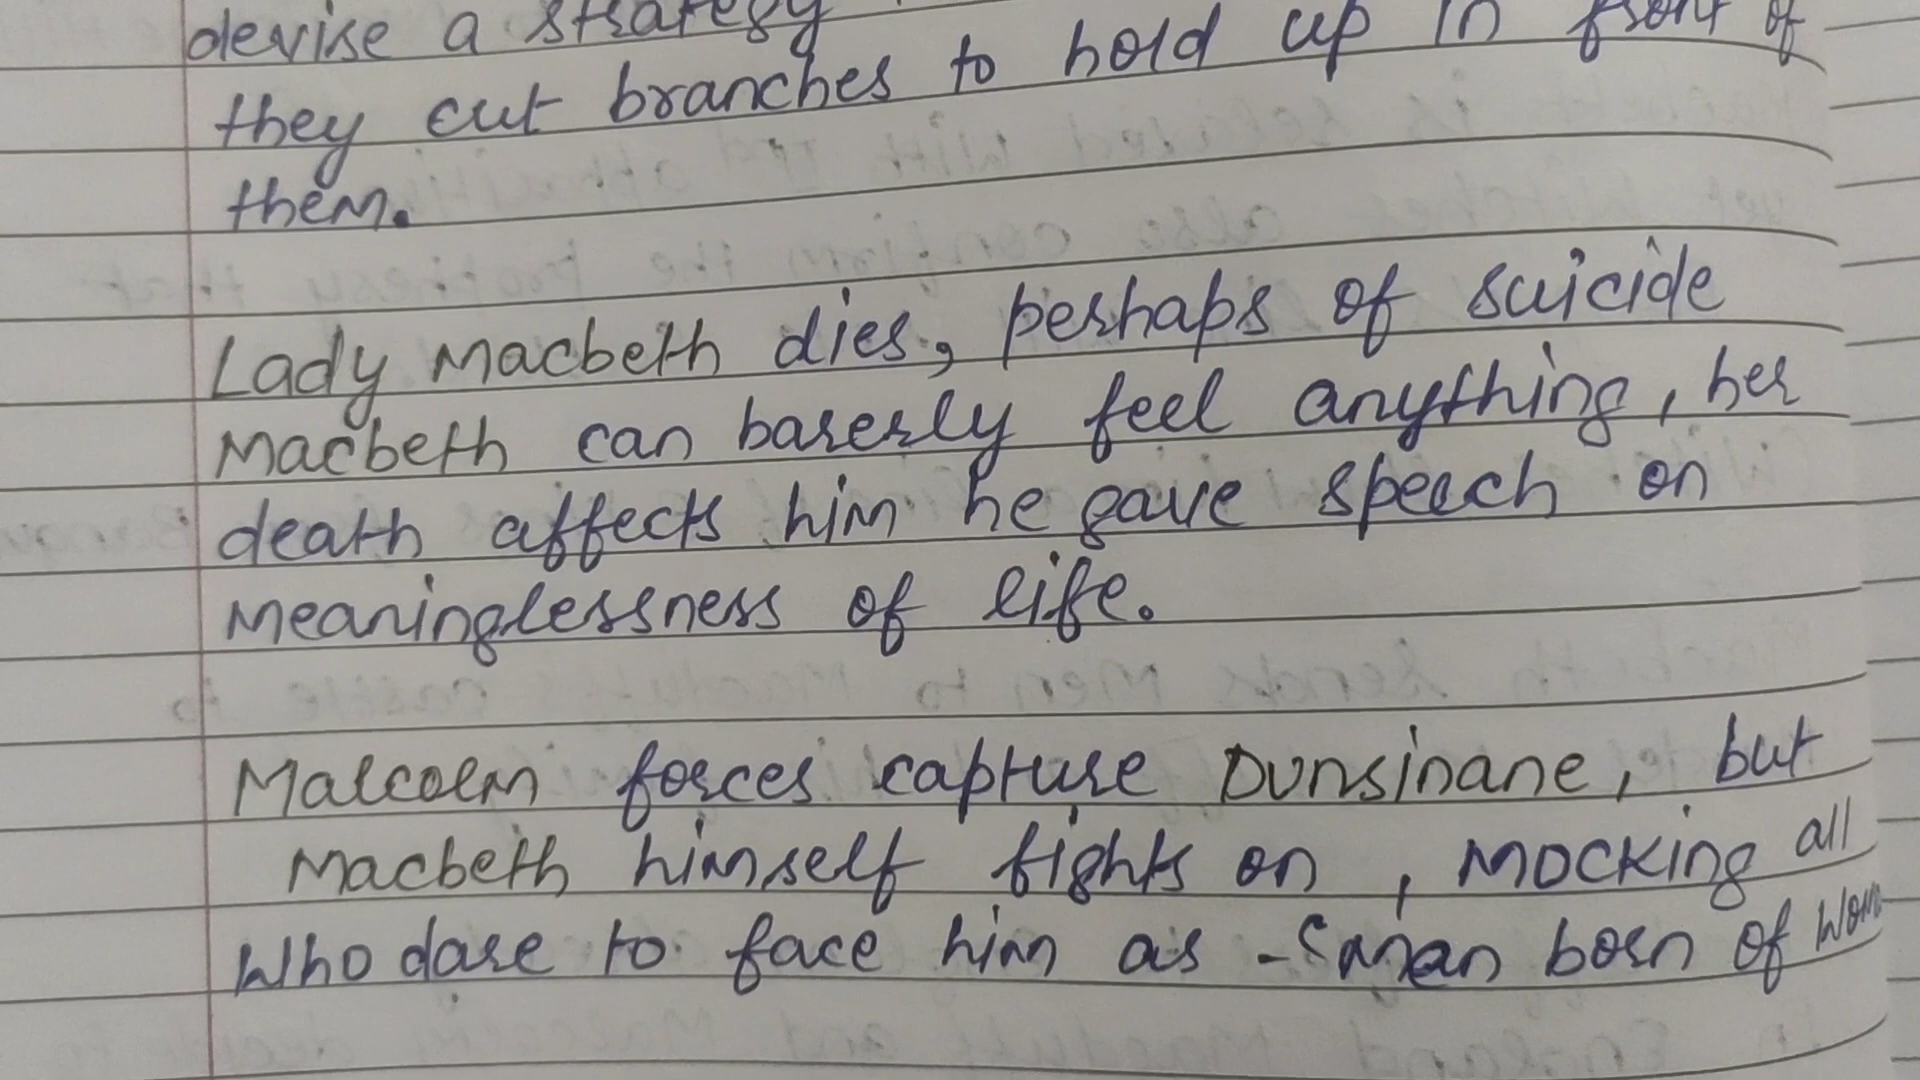 devise a strategy
they cut branches to hold up in front of
them.
Lady Macbeth dies, perhaps of suicide
Macbeth can barerly feel anything, her
death affects him he gave speech on
meaninglessness of life.
Malcolm forces capture Dunsinane, but
Macbeth himself fights on, mocking all
who dare to face him as - man born of wom